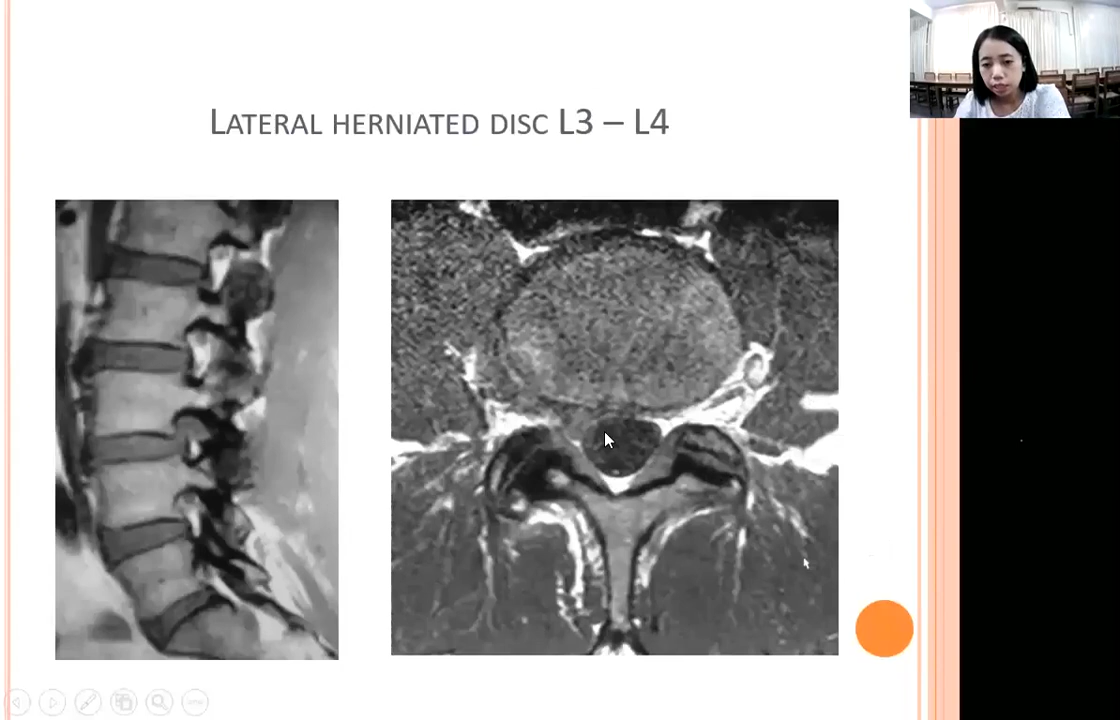 Lateral herniated disc L3 – L4